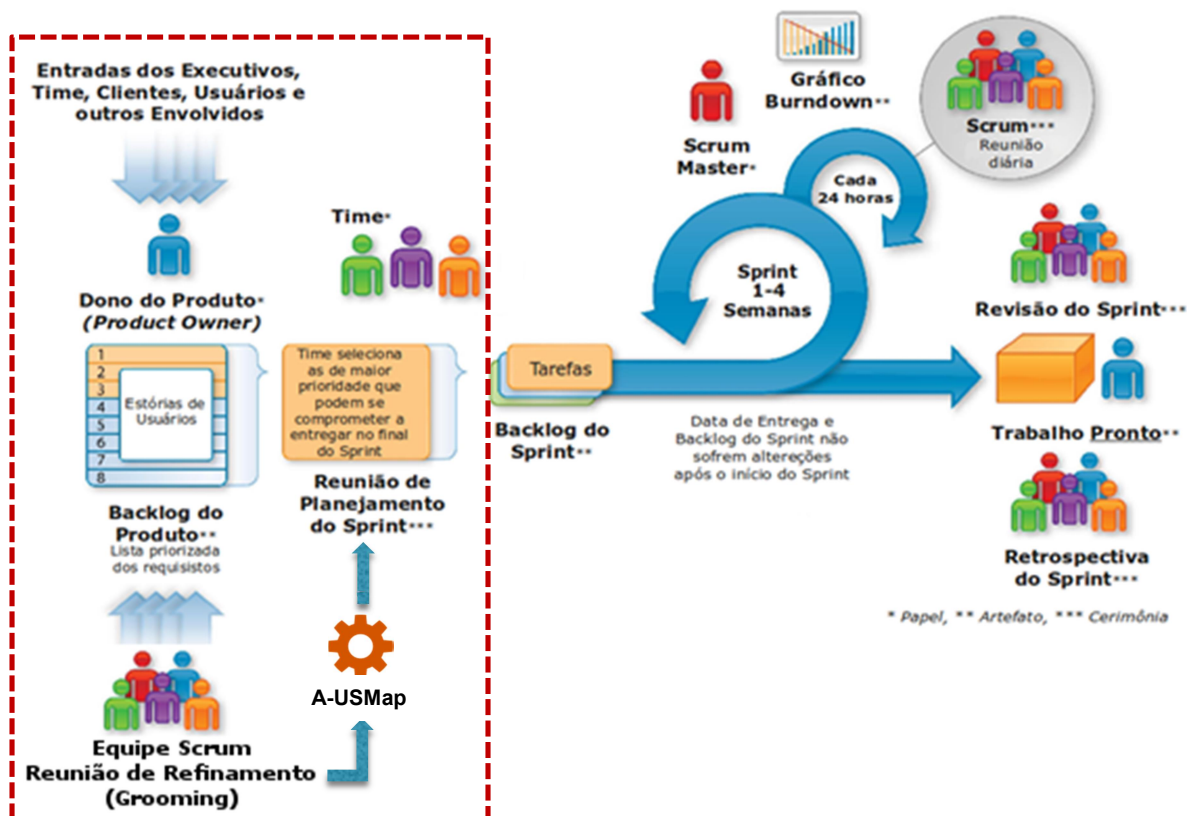 Entradas dos Executivos,
Time, Clientes, Usuários e
outros Envolvidos
Dono do Produto*
(Product Owner)
1
2
3
4
5
6
7
8
Estórias de
Usuários
Backlog do
Produto**
Lista priorizada
dos requisistos
Equipe Scrum
Reunião de Refinamento
(Grooming)
Time*
Time seleciona
as de maior
prioridade que
podem se
comprometer a
entregar no final
do Sprint
Reunião de
Planejamento
do Sprint***
A-USMap
Tarefas
Backlog do
Sprint**
Scrum
Master*
Gráfico
Burndown**
Cada
24 horas
Scrum***
Reunião
diária
Sprint
1-4
Semanas
Data de Entrega e
Backlog do Sprint não
sofrem altereções
após o início do Sprint
Revisão do Sprint***
Trabalho Pronto**
Retrospectiva
do Sprint***
* Papel, ** Artefato, *** Cerimônia